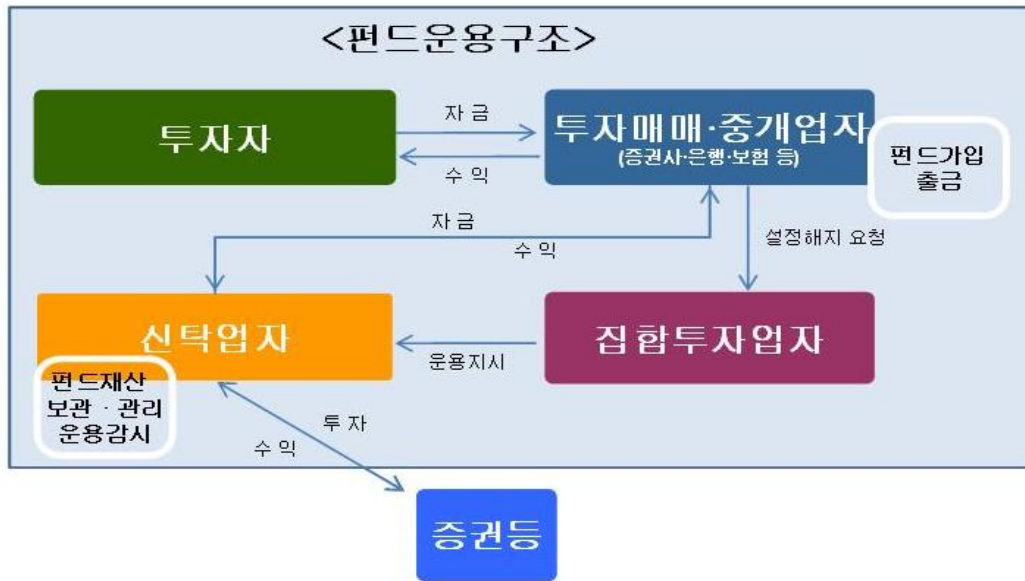 <펀드운용구조>
투자자
자 금
수 익
투자매매·중개업자
(증권사·은행·보험 등)
펀드가입
출금
자 금
수 익
설정해지 요청
신탁업자
운용지시
집합투자업자
펀드재산
보관 · 관리
운용감시
투 자
수 익
증권등